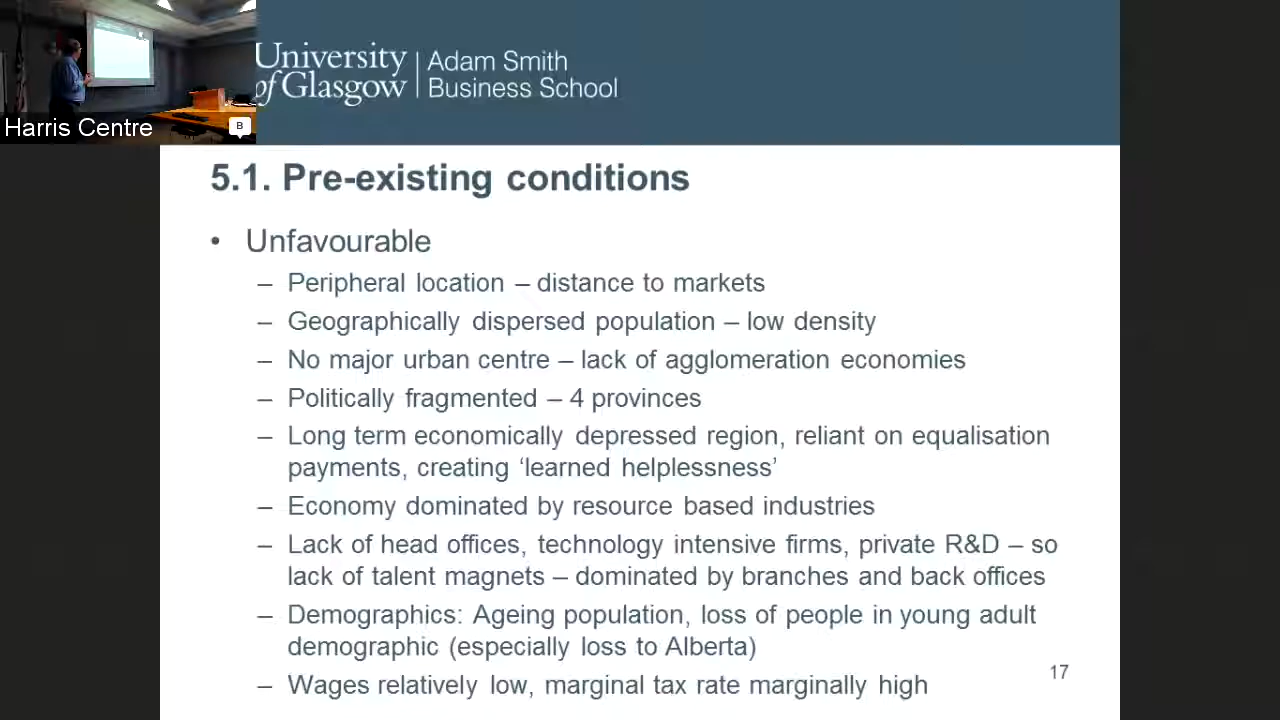 University
of Glasgow
Adam Smith
Business School
Harris Centre
B
5.1. Pre-existing conditions
• Unfavourable
– Peripheral location – distance to markets
– Geographically dispersed population – low density
– No major urban centre – lack of agglomeration economies
– Politically fragmented – 4 provinces
– Long term economically depressed region, reliant on equalisation
payments, creating ‘learned helplessness’
– Economy dominated by resource based industries
– Lack of head offices, technology intensive firms, private R&D – so
lack of talent magnets – dominated by branches and back offices
– Demographics: Ageing population, loss of people in young adult
demographic (especially loss to Alberta)
– Wages relatively low, marginal tax rate marginally high
17